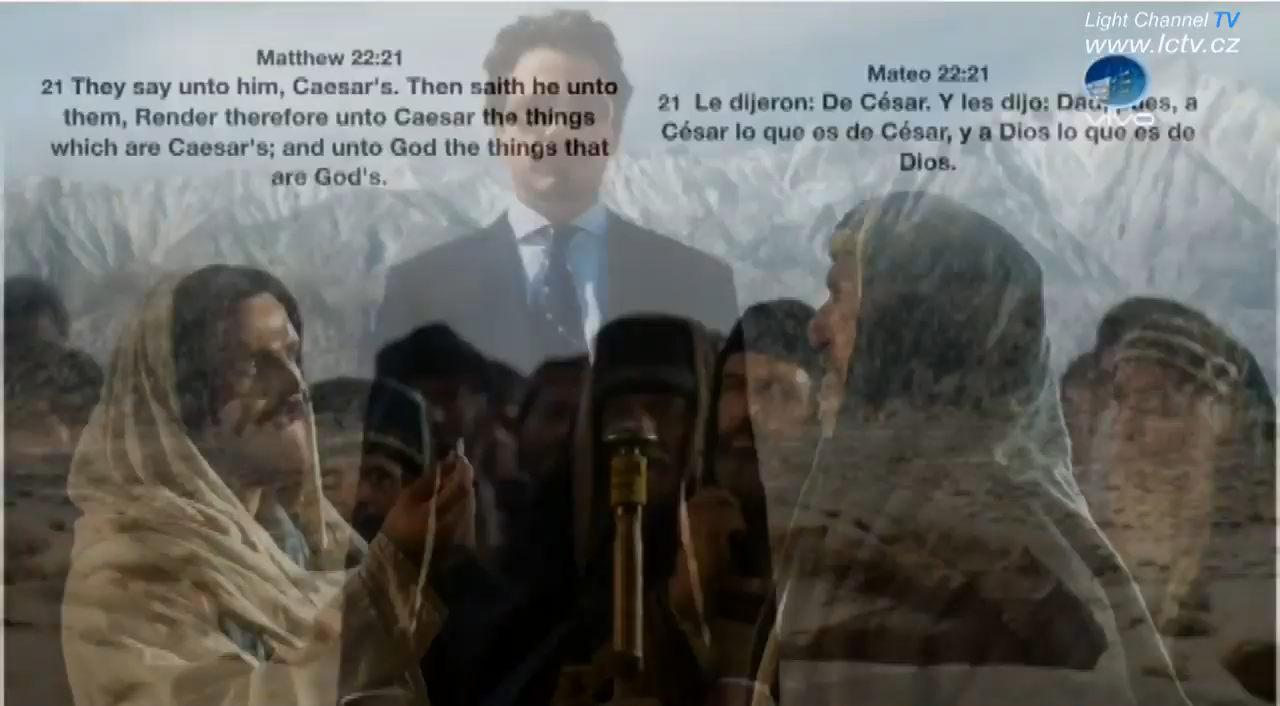 Light Channel TV
www.lctv.cz
Matthew 22:21
21 They say unto him, Caesar's. Then saith he unto
them, Render therefore unto Caesar the things
which are Caesar's; and unto God the things that
are God's.
Mateo 22:21
21 Le dijeron: De César. Y les dijo: a
César lo que es de César, y a Dios lo que es de
Dios.
VIVO